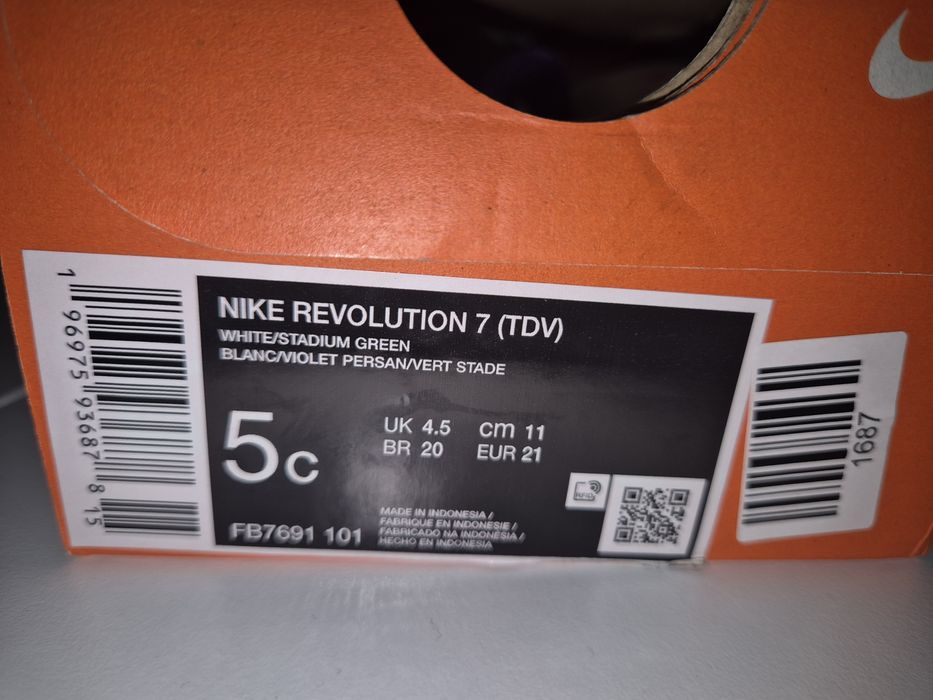 NIKE REVOLUTION 7 (TDV)
WHITE/STADIUM GREEN
BLANC/VIOLET PERSAN/VERT STADE
5c
UK 4.5 cm 11
BR 20 EUR 21
FB7691 101
MADE IN INDONESIA /
FABRIQUE EN INDONESIE /
FABRICADO NA INDONÉSIA /
HECHO EN INDONESIA
RFID
1 96975 93687 8 15
1687